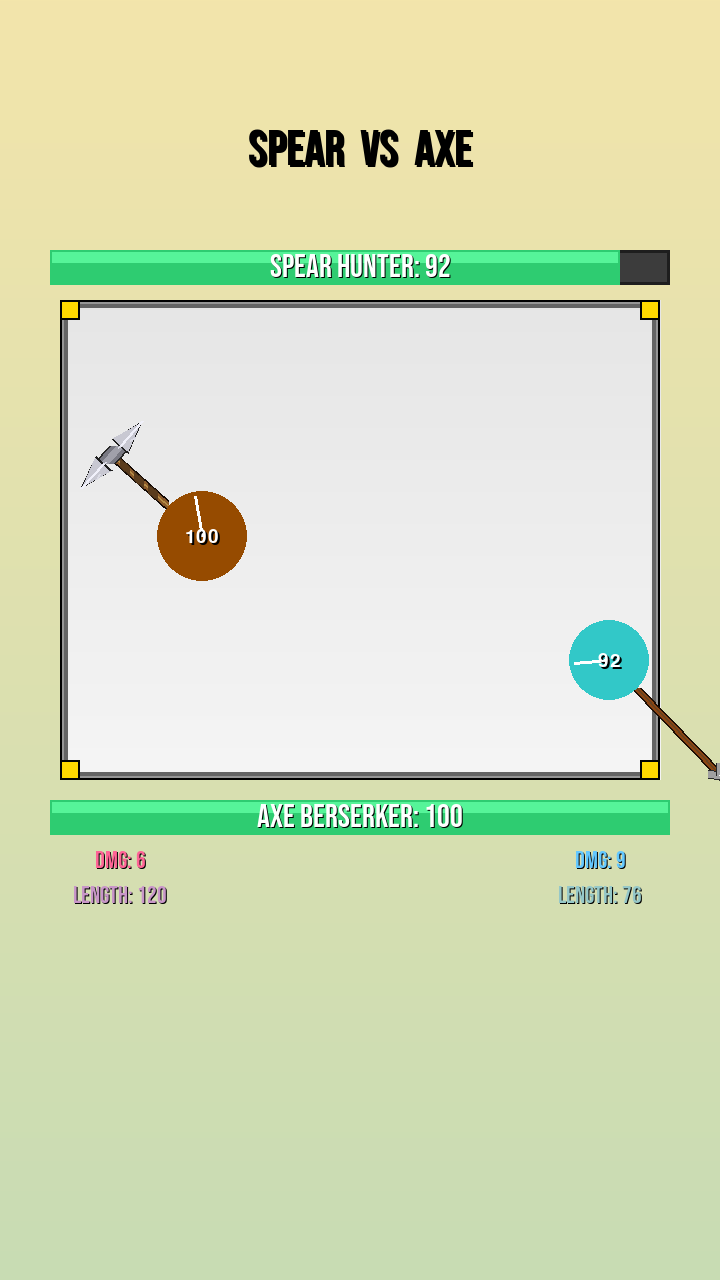 SPEAR VS AXE
SPEAR HUNTER: 92
100
92
AXE BERSERKER: 100
DMG: 6
DMG: 9
LENGTH: 120
LENGTH: 76